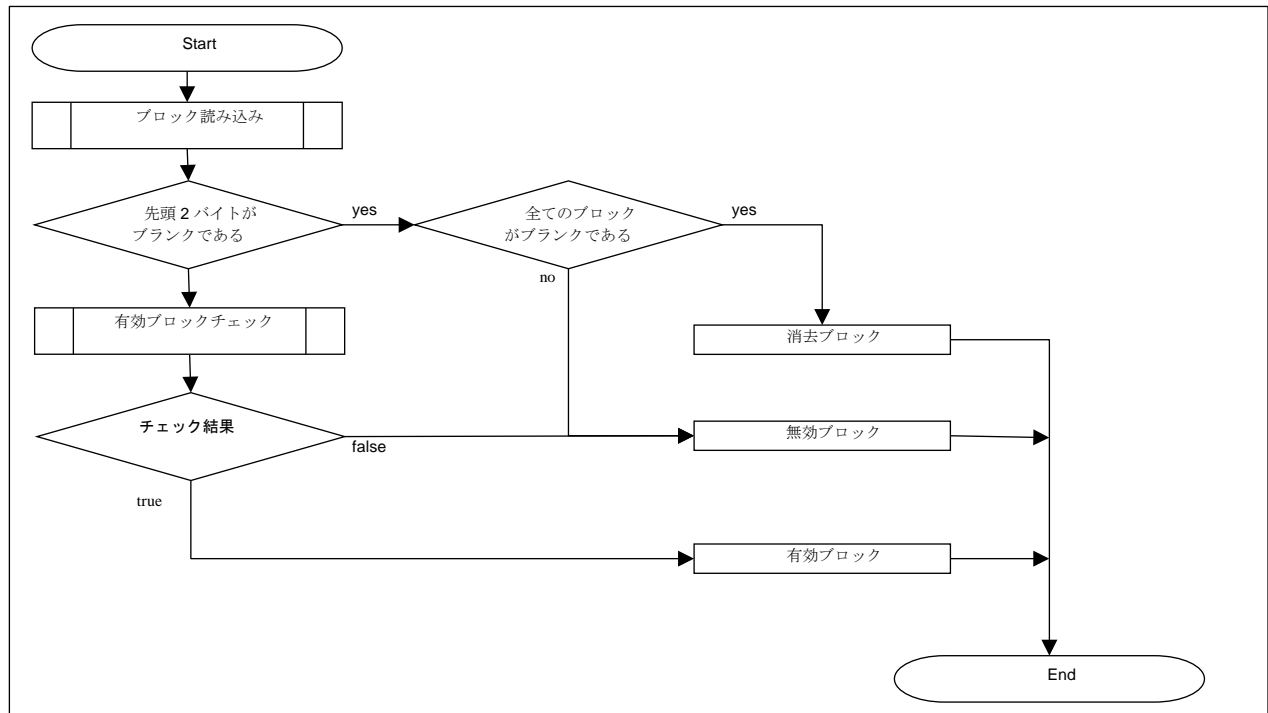 Start
ブロック読み込み
先頭 2 バイトが
ブランクである
yes
全てのブロック
がブランクである
yes
no
有効ブロックチェック
消去ブロック
チェック結果
false
無効ブロック
true
有効ブロック
End